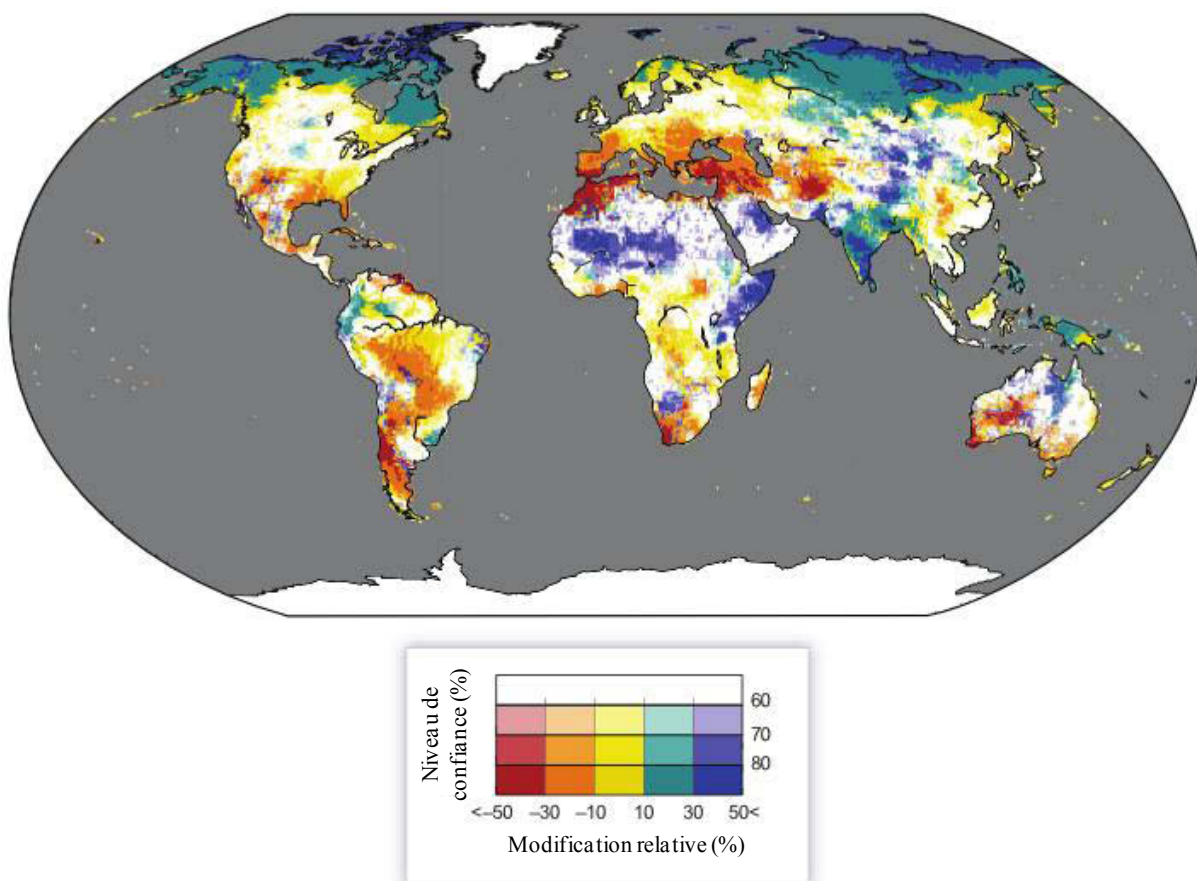 Niveau de
confiance (%)
60
70
80
<–50 –30 –10 10 30 50<
Modification relative (%)